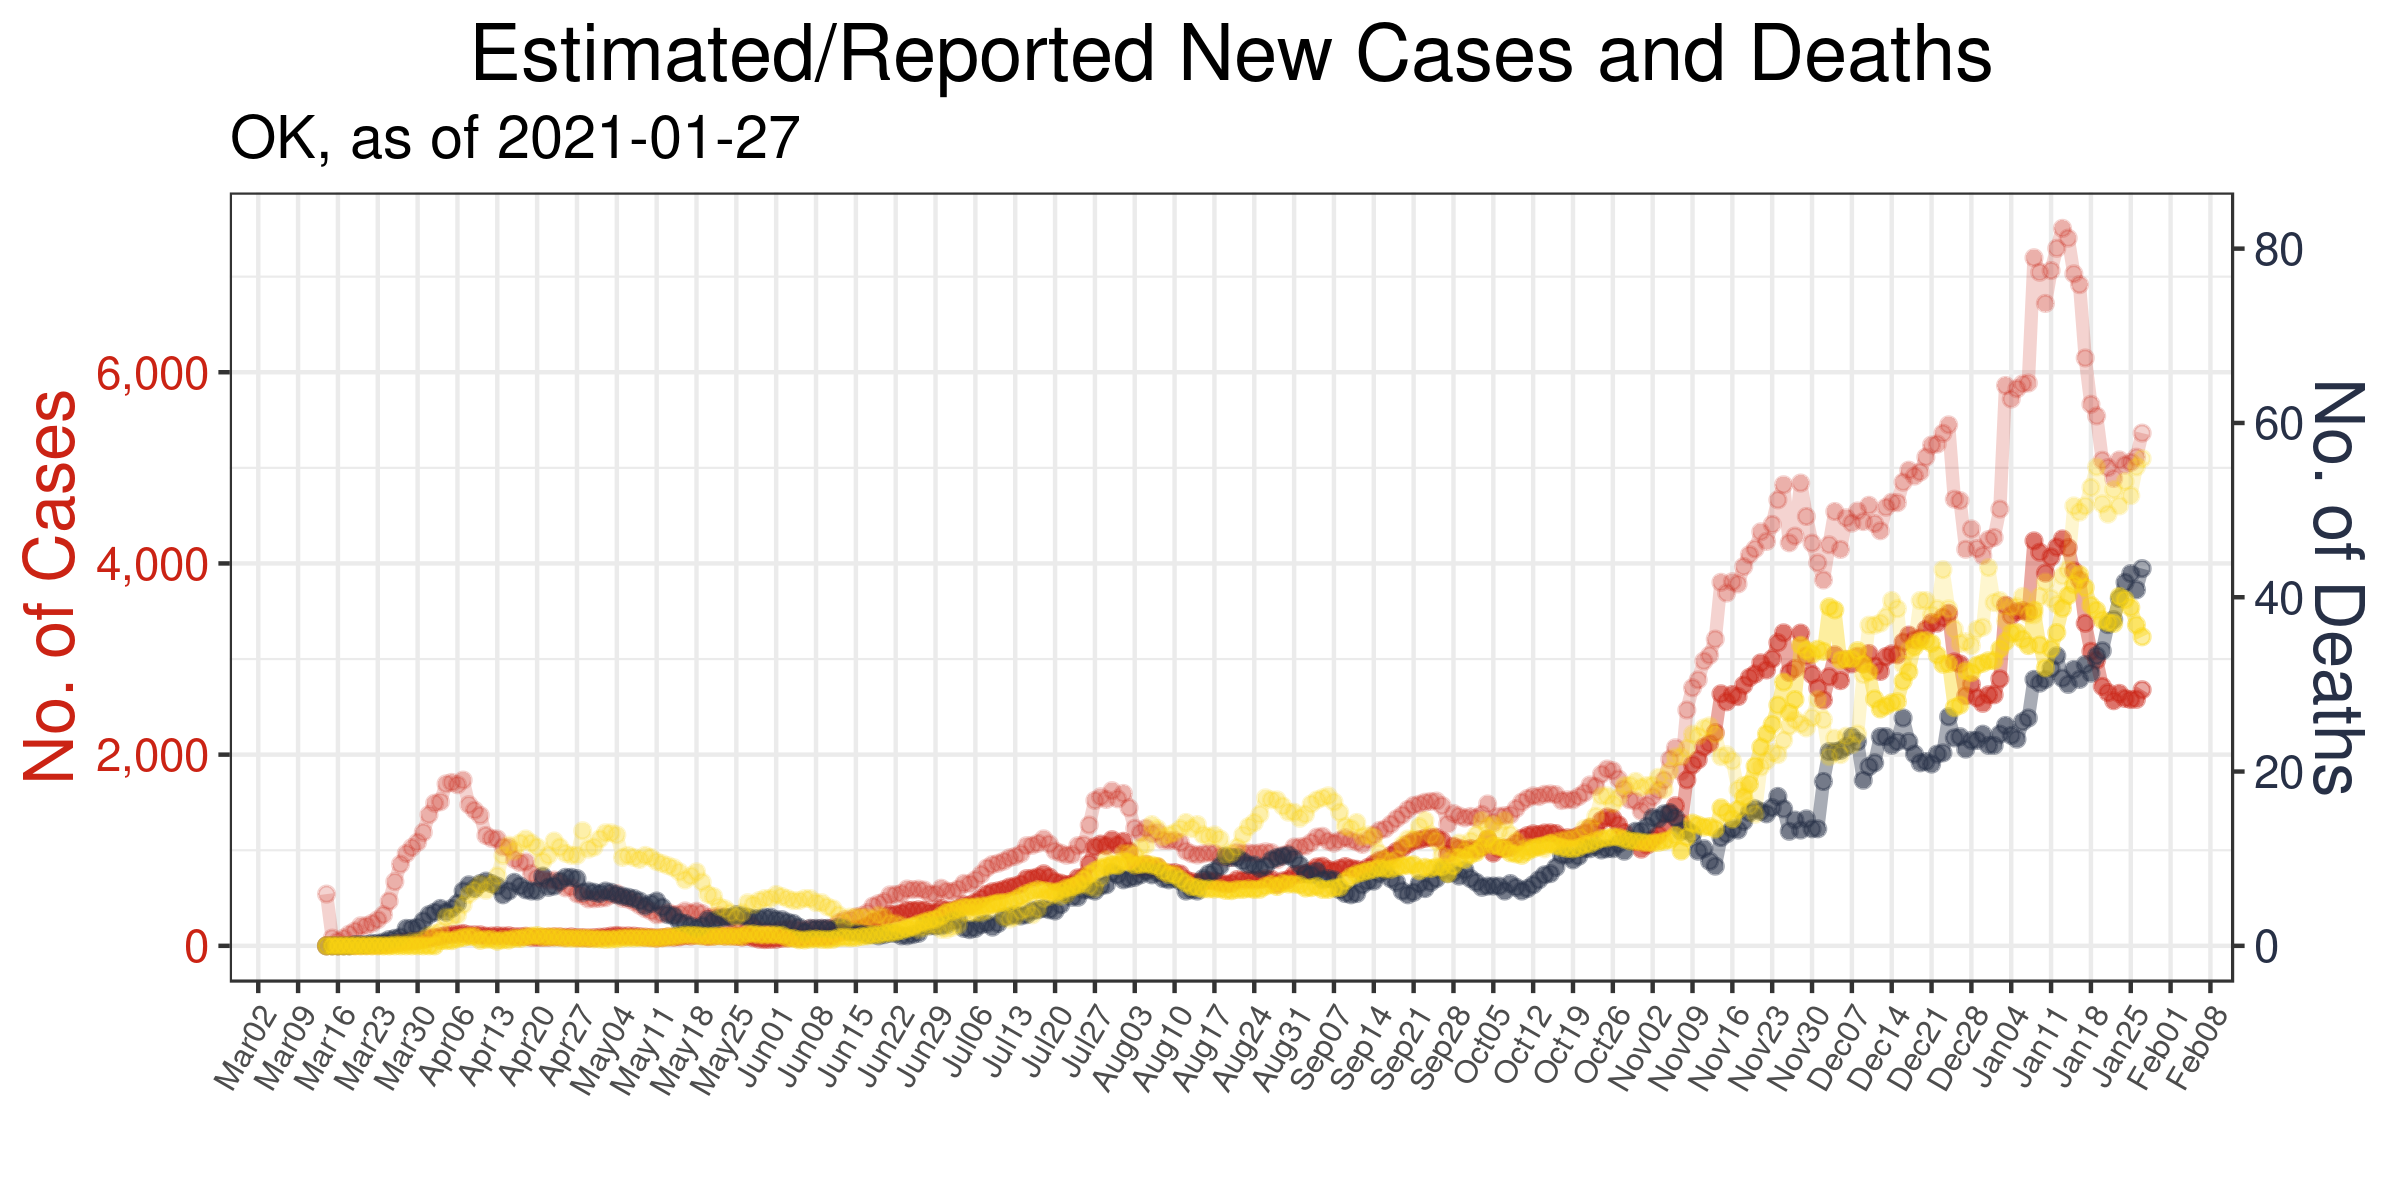 Estimated/Reported New Cases and Deaths
OK, as of 2021-01-27
No. of Cases
6,000
4,000
2,000
0
80
60
40
20
0
No. of Deaths
Mar02
Mar09
Mar16
Mar23
Mar30
Apr06
Apr13
Apr20
Apr27
May04
May11
May18
May25
Jun01
Jun08
Jun15
Jun22
Jun29
Jul06
Jul13
Jul20
Jul27
Aug03
Aug10
Aug17
Aug24
Aug31
Sep07
Sep14
Sep21
Sep28
Oct05
Oct12
Oct19
Oct26
Nov02
Nov09
Nov16
Nov23
Nov30
Dec07
Dec14
Dec21
Dec28
Jan04
Jan11
Jan18
Jan25
Feb01
Feb08